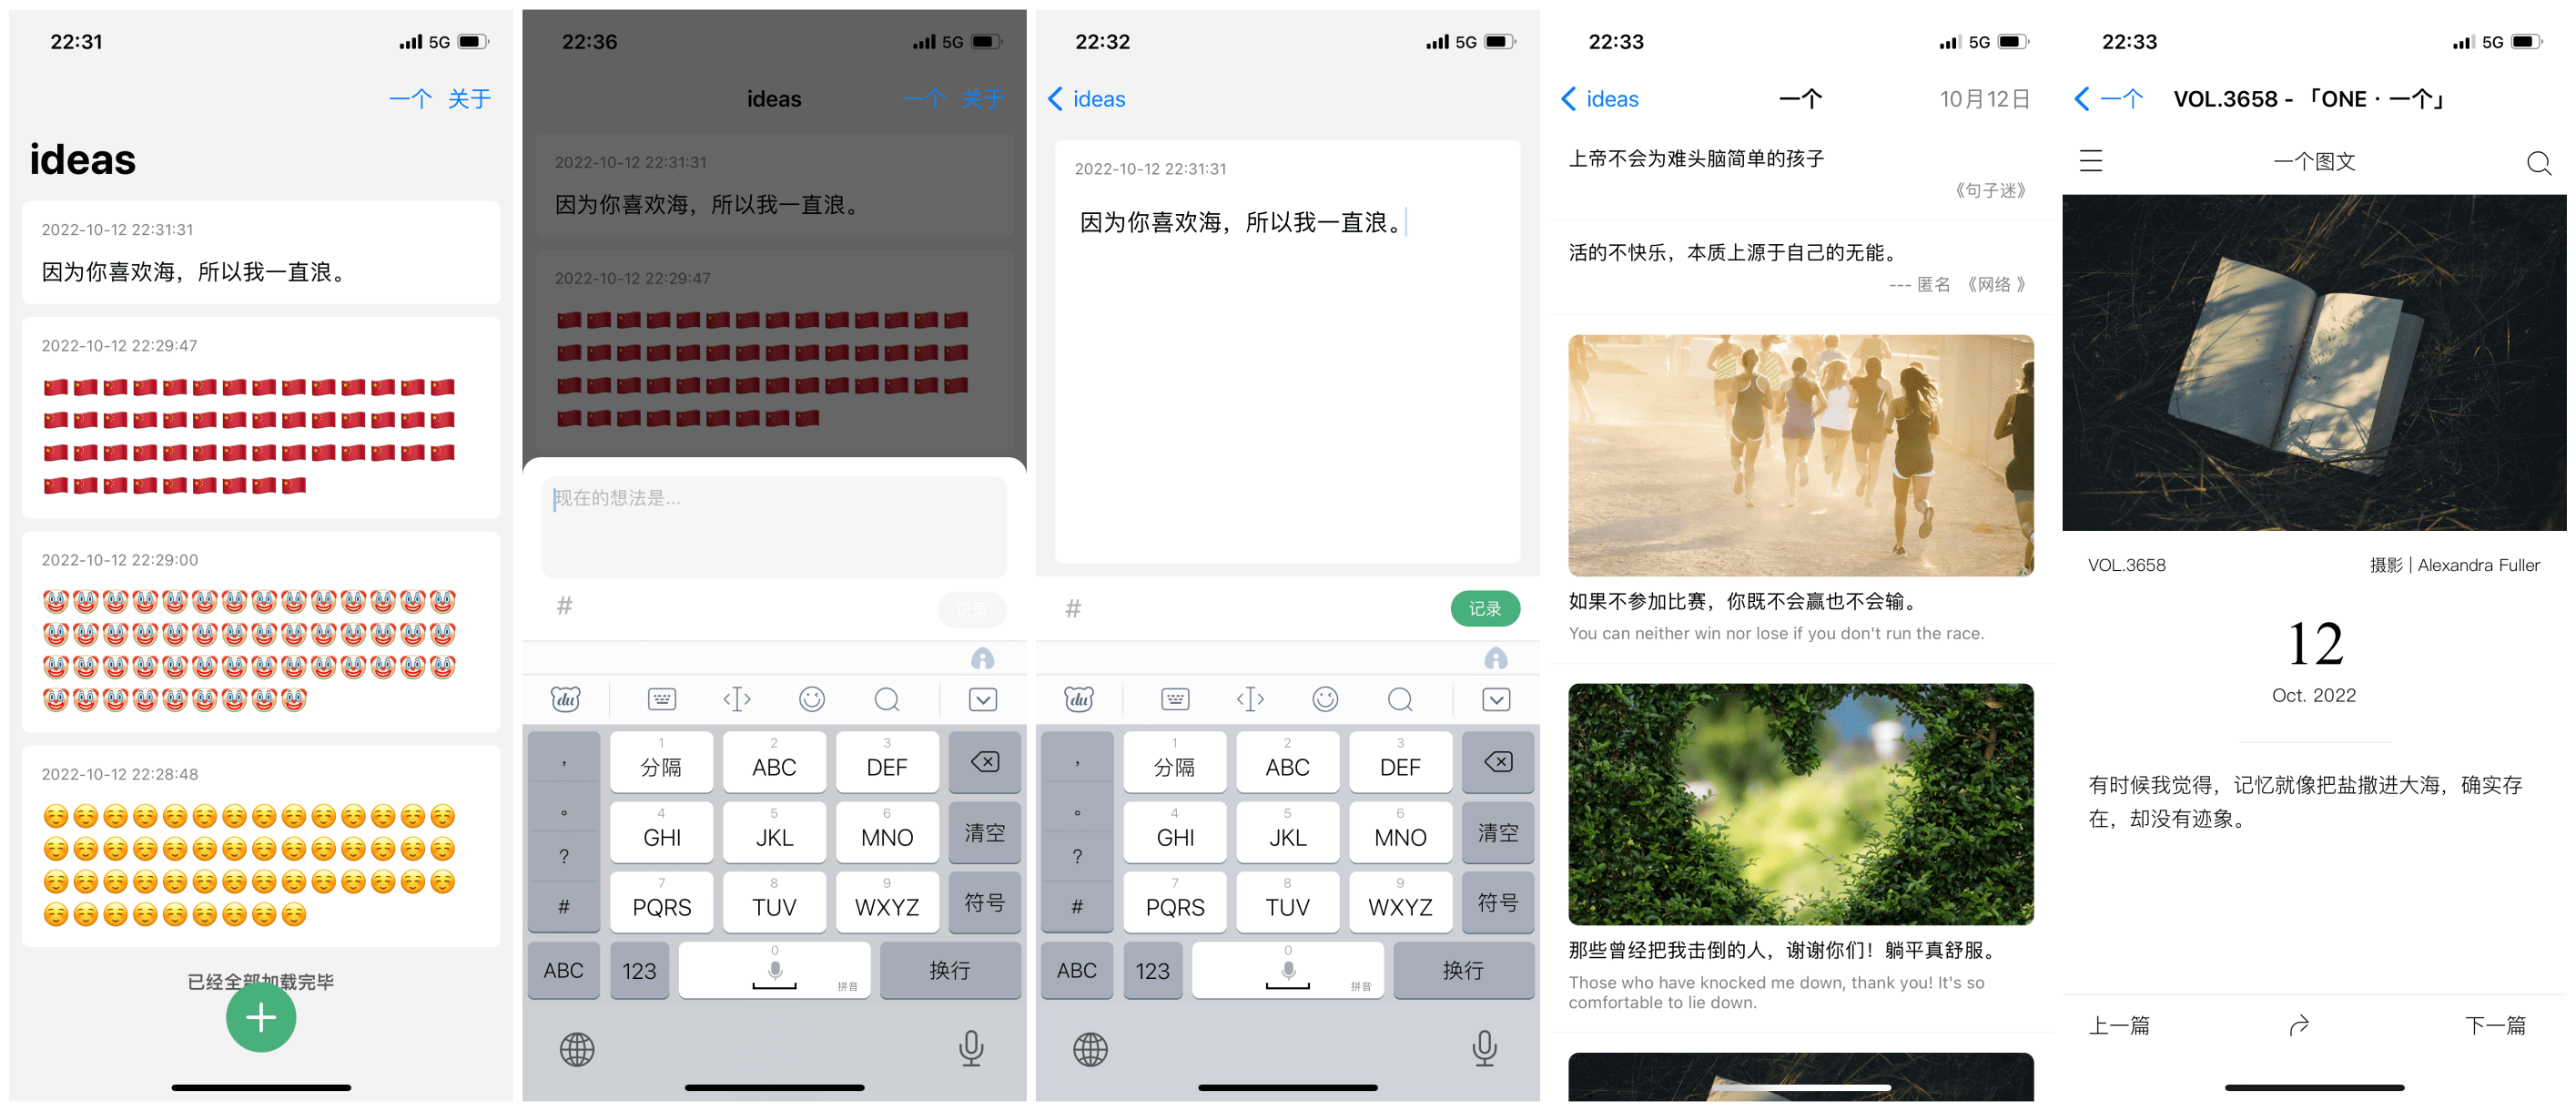 22:31
5G
一个 关于
ideas
2022-10-12 22:31:31
因为你喜欢海，所以我一直浪。
2022-10-12 22:29:47
🇨🇳🇨🇳🇨🇳🇨🇳🇨🇳🇨🇳🇨🇳🇨🇳🇨🇳🇨🇳🇨🇳🇨🇳🇨🇳🇨🇳
🇨🇳🇨🇳🇨🇳🇨🇳🇨🇳🇨🇳🇨🇳🇨🇳🇨🇳🇨🇳🇨🇳🇨🇳🇨🇳🇨🇳
🇨🇳🇨🇳🇨🇳🇨🇳🇨🇳🇨🇳🇨🇳🇨🇳🇨🇳🇨🇳🇨🇳🇨🇳🇨🇳🇨🇳
🇨🇳🇨🇳🇨🇳🇨🇳🇨🇳🇨🇳🇨🇳🇨🇳🇨🇳
2022-10-12 22:29:00
🤡🤡🤡🤡🤡🤡🤡🤡🤡🤡🤡🤡🤡🤡
🤡🤡🤡🤡🤡🤡🤡🤡🤡🤡🤡🤡🤡🤡
🤡🤡🤡🤡🤡🤡🤡🤡🤡🤡🤡🤡🤡🤡
🤡🤡🤡🤡🤡🤡🤡🤡🤡
2022-10-12 22:28:48
☺️☺️☺️☺️☺️☺️☺️☺️☺️☺️☺️☺️☺️☺️
☺️☺️☺️☺️☺️☺️☺️☺️☺️☺️☺️☺️☺️☺️
☺️☺️☺️☺️☺️☺️☺️☺️☺️☺️☺️☺️☺️☺️
☺️☺️☺️☺️☺️☺️☺️☺️☺️
已经全部加载完毕
22:36
5G
ideas
一个 关于
2022-10-12 22:31:31
因为你喜欢海，所以我一直浪。
2022-10-12 22:29:47
🇨🇳🇨🇳🇨🇳🇨🇳🇨🇳🇨🇳🇨🇳🇨🇳🇨🇳🇨🇳🇨🇳🇨🇳🇨🇳🇨🇳
🇨🇳🇨🇳🇨🇳🇨🇳🇨🇳🇨🇳🇨🇳🇨🇳🇨🇳🇨🇳🇨🇳🇨🇳🇨🇳🇨🇳
🇨🇳🇨🇳🇨🇳🇨🇳🇨🇳🇨🇳🇨🇳🇨🇳🇨🇳🇨🇳🇨🇳🇨🇳🇨🇳🇨🇳
🇨🇳🇨🇳🇨🇳🇨🇳🇨🇳🇨🇳🇨🇳🇨🇳🇨🇳
现在的想法是...
#
记录
du
,
。
?
#
1
分隔
2
ABC
3
DEF
4
GHI
5
JKL
6
MNO
清空
7
PQRS
8
TUV
9
WXYZ
符号
ABC
123
0
拼音
换行
22:32
5G
ideas
2022-10-12 22:31:31
因为你喜欢海，所以我一直浪。
#
记录
du
,
。
?
#
1
分隔
2
ABC
3
DEF
4
GHI
5
JKL
6
MNO
清空
7
PQRS
8
TUV
9
WXYZ
符号
ABC
123
0
拼音
换行
22:33
5G
ideas
一个
10月12日
上帝不会为难头脑简单的孩子
《句子迷》
活的不快乐，本质上源于自己的无能。
--- 匿名 《网络 》
如果不参加比赛，你既不会赢也不会输。
You can neither win nor lose if you don't run the race.
那些曾经把我击倒的人，谢谢你们！躺平真舒服。
Those who have knocked me down, thank you! It's so
comfortable to lie down.
22:33
5G
一个
VOL.3658 - 「ONE · 一个」
一个图文
VOL.3658
摄影 | Alexandra Fuller
12
Oct. 2022
有时候我觉得，记忆就像把盐撒进大海，确实存
在，却没有迹象。
上一篇
下一篇